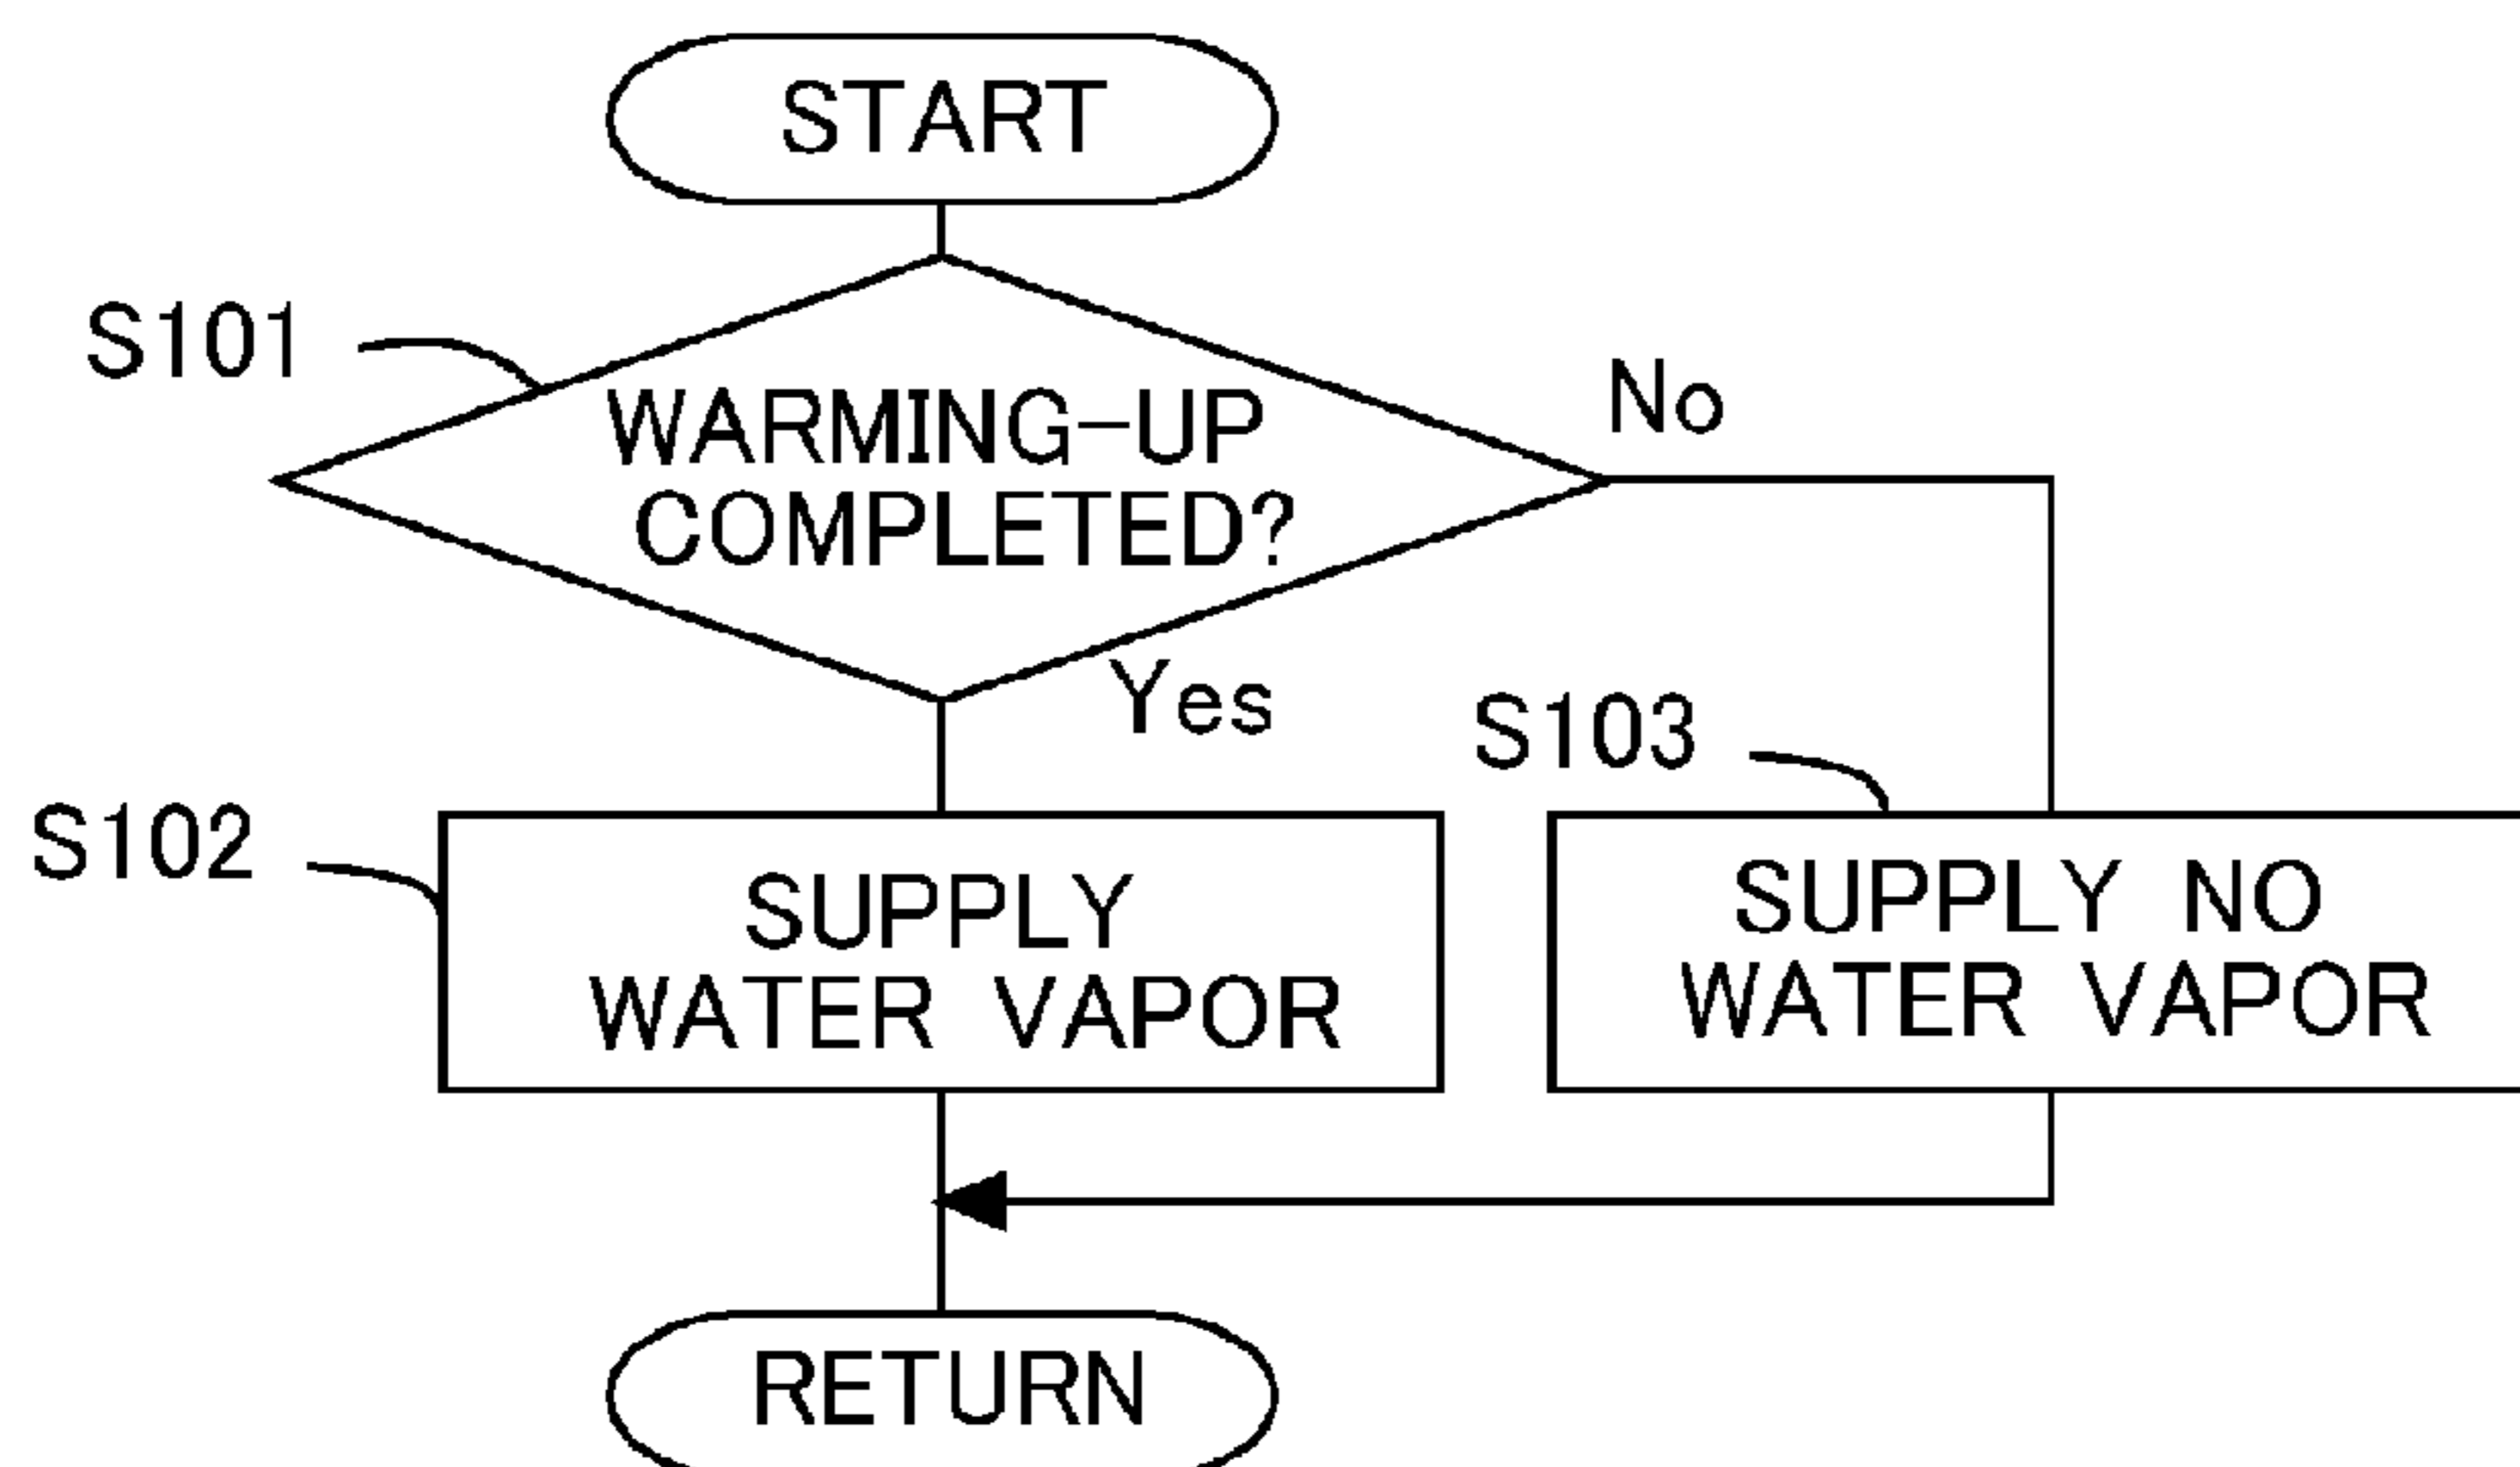 START
S101
WARMING-UP
COMPLETED?
No
Yes
S102
SUPPLY
WATER VAPOR
S103
SUPPLY NO
WATER VAPOR
RETURN